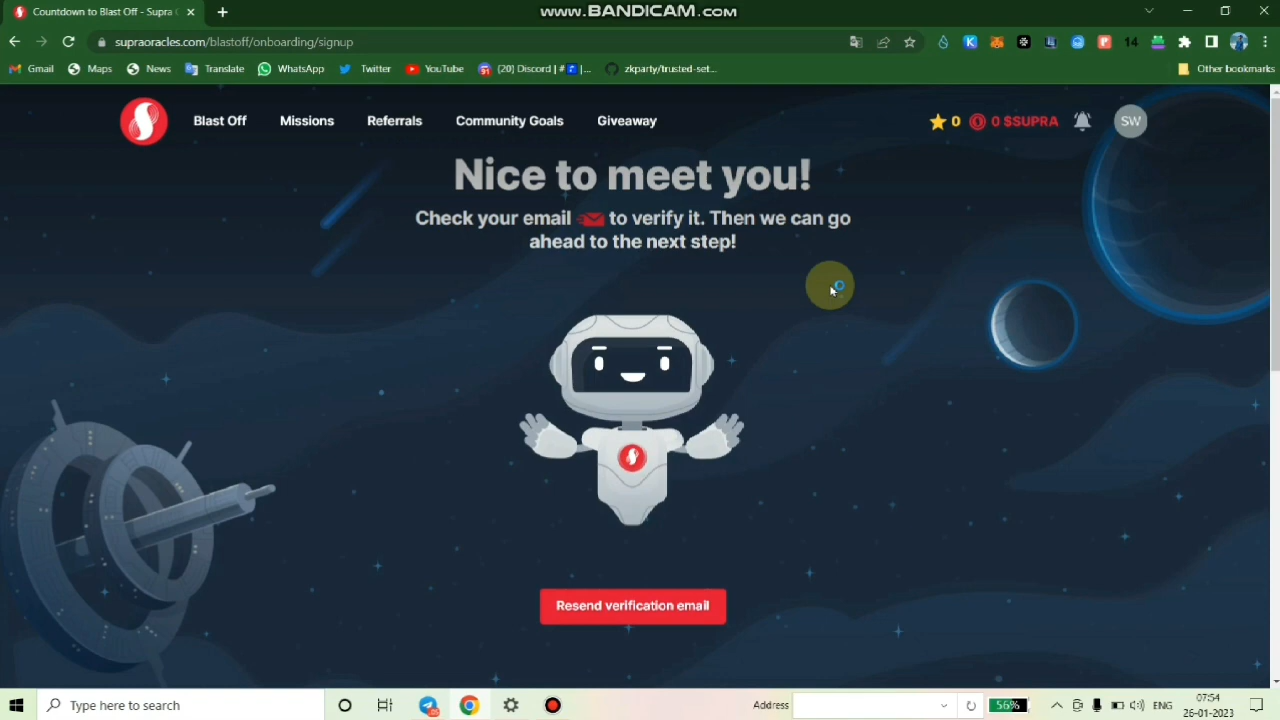 Countdown to Blast Off - Supra
www.BANDICAM.com
supraoracles.com/blastoff/onboarding/signup
14
Gmail
Maps
News
Translate
WhatsApp
Twitter
YouTube
(20) Discord | #🎵|...
zkparty/trusted-set...
Other bookmarks
Blast Off
Missions
Referrals
Community Goals
Giveaway
0
0 $SUPRA
SW
Nice to meet you!
Check your email to verify it. Then we can go
ahead to the next step!
Resend verification email
Type here to search
Address
56%
ENG
07:54
26-01-2023